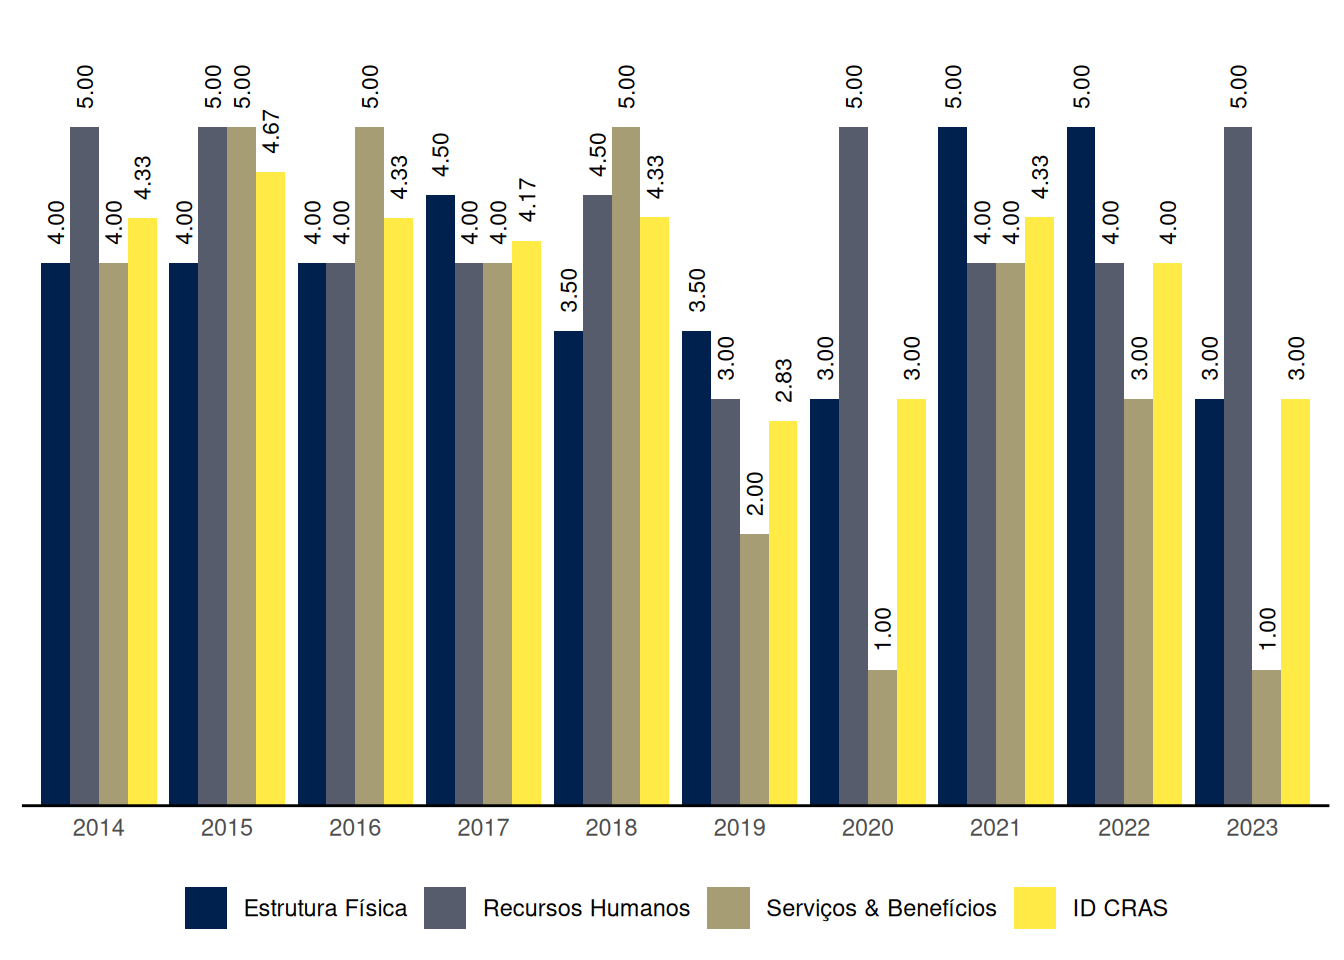 4.00 5.00 4.00 4.33
4.00 5.00 5.00 4.67
4.00 4.00 5.00 4.33
4.50 4.00 4.00 4.17
3.50 4.50 5.00 4.33
3.50 3.00 2.00 2.83
3.00 5.00 1.00 3.00
5.00 4.00 4.00 4.33
5.00 4.00 3.00 4.00
3.00 5.00 1.00 3.00
2014 2015 2016 2017 2018 2019 2020 2021 2022 2023
Estrutura Física Recursos Humanos Serviços & Benefícios ID CRAS